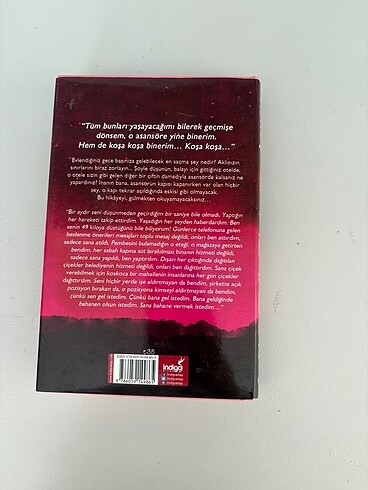 "Tüm bunları yaşayacağımı bilerek geçmişe
dönsem, o asansöre yine binerim.
Hem de koşa koşa binerim... Koşa koşa..."
"Evlendiğiniz gece başınıza gelebilecek en saçma şey nedir? Aklınızın
sınırlarını biraz zorlayın... Şöyle düşünün, balayı için gittiğiniz otelde,
o otele sizin gibi gelen diğer bir çiftin damadıyla asansörde kalsanız ne
yapardınız? İnanın bana, asansörün kapısı kapanırken var olan hiçbir
şey, o kapı tekrar açıldığında eskisi gibi olmayacak.
Bu hikâyeyi, gülmekten okuyamayacaksınız...
"Bir aydır seni düşünmeden geçirdiğim bir saniye bile olmadı. Yaptığın
her hareketi takip ettirdim. Yaşadığın her şeyden haberdardım. Ben
senin 49 kiloya düştüğünü bile biliyorum! Günlerce telefonuna gelen
beslenme önerileri mesajları toplu mesaj değildi, onları ben attırdım,
sadece sana atıldı. Pembesini bulamadığın o eteği, o mağazaya getirten
bendim, her sabah kapına süt bırakılması binanın hizmeti değildi,
sadece sana yapıldı, ben yaptırdım. Dışarı her çıktığında dağıtılan
çiçekler belediyenin hizmeti değildi, onları ben dağıttırdım. Sana çiçek
verebilmek için koskoca bir mahallenin insanlarına her gün çiçekler
dağıttırdım. Seni hiçbir yerde işe aldırtmayan da bendim, şirkette açık
pozisyon bırakan da, o pozisyona kimseyi aldırtmayan da bendim,
çünkü sen gel istedim. Çünkü bana gel istedim. Bana geldiğinde
bahanen olsun istedim. Sana bahane vermek istedim..."
indigo